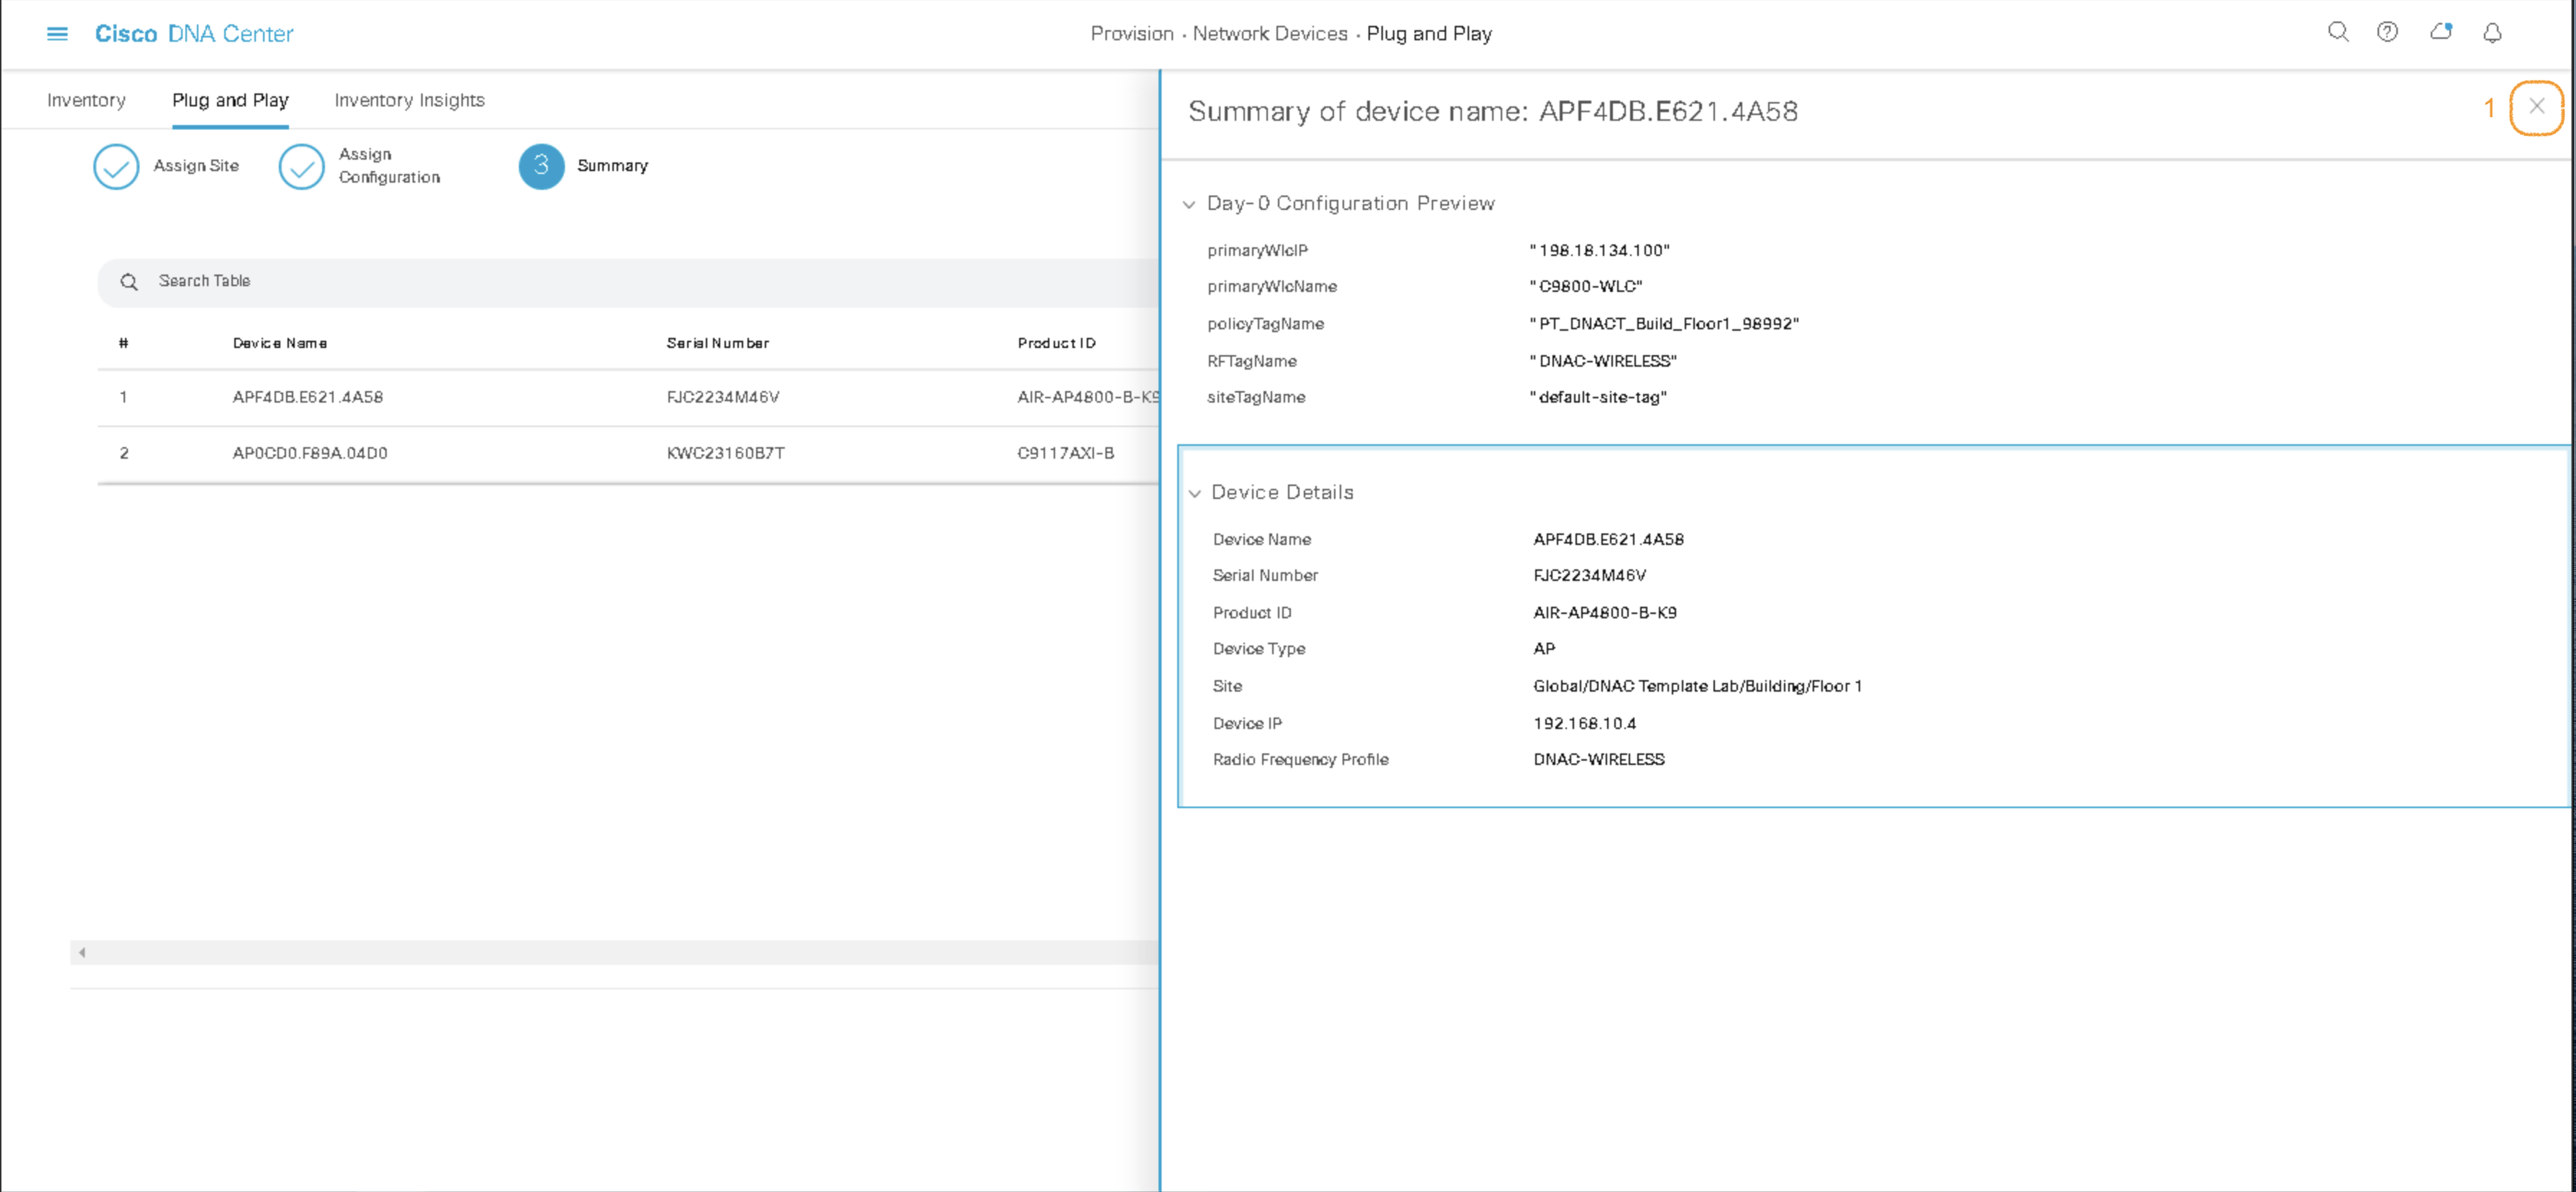 Cisco DNA Center
Provision · Network Devices · Plug and Play
Inventory Plug and Play Inventory Insights
Assign Site
Assign
Configuration
3 Summary
Search Table
# Device Name Serial Number Product ID
1 APF4DB.E621.4A58 FJC2234M46V AIR-AP4800-B-K9
2 AP0CD0.F89A.04D0 KWC23160B7T C9117AXI-B
Summary of device name: APF4DB.E621.4A58
1
Day-0 Configuration Preview
primaryWlcIP "198.18.134.100"
primaryWlcName "C9800-WLC"
policyTagName "PT_DNACT_Build_Floor1_98992"
RFTagName "DNAC-WIRELESS"
siteTagName "default-site-tag"
Device Details
Device Name APF4DB.E621.4A58
Serial Number FJC2234M46V
Product ID AIR-AP4800-B-K9
Device Type AP
Site Global/DNAC Template Lab/Building/Floor 1
Device IP 192.168.10.4
Radio Frequency Profile DNAC-WIRELESS